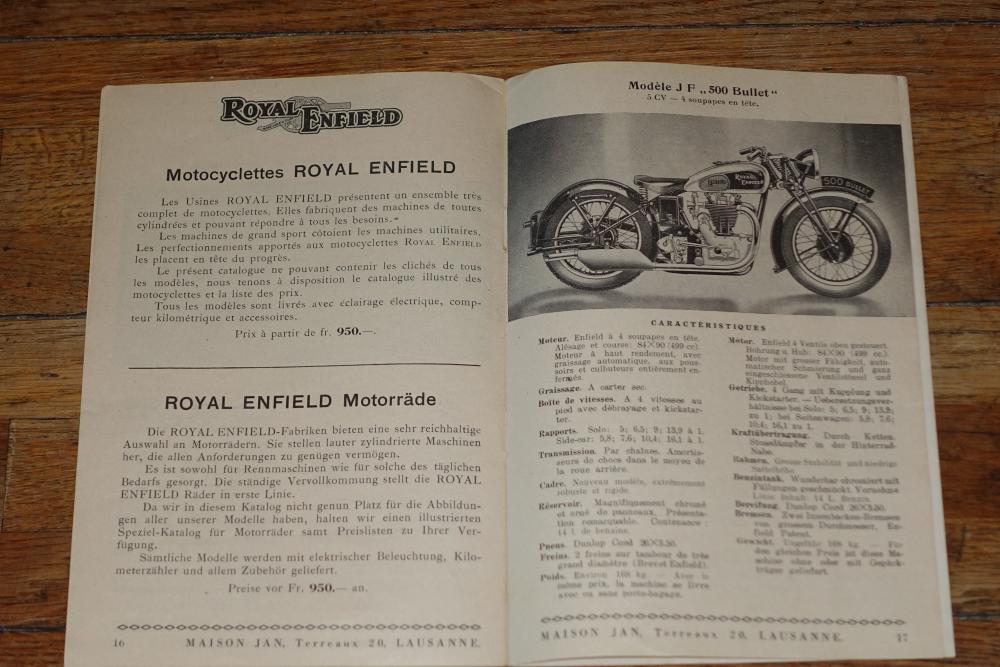 ROYAL ENFIELD
Motocyclettes ROYAL ENFIELD
Les Usines ROYAL ENFIELD présentent un ensemble très
complet de motocyclettes. Elles fabriquent des machines de toutes
cylindrées et pouvant répondre à tous les besoins.
Les machines de grand sport côtoient les machines utilitaires.
Les perfectionnements apportés aux motocyclettes ROYAL ENFIELD
les placent en tête du progrès.
Le présent catalogue ne pouvant contenir les clichés de tous
les modèles, nous tenons à disposition le catalogue illustré des
motocyclettes et la liste des prix.
Tous les modèles sont livrés avec éclairage électrique, comp-
teur kilométrique et accessoires.
Prix à partir de fr. 950.—.
ROYAL ENFIELD Motorräde
Die ROYAL ENFIELD-Fabriken bieten eine sehr reichhaltige
Auswahl an Motorrädern. Sie stellen lauter zylindrierte Maschinen
her, die allen Anforderungen zu genügen vermögen.
Es ist sowohl für Rennmaschinen wie für solche des täglichen
Bedarfs gesorgt. Die ständige Vervollkommung stellt die ROYAL
ENFIELD Räder in erste Linie.
Da wir in diesem Katalog nicht genun Platz für die Abbildun-
gen aller unserer Modelle haben, halten wir einen illustrierten
Speziel-Katalog für Motorräder samt Preislisten zu Ihrer Ver-
fügung.
Sämtliche Modelle werden mit elektrischer Beleuchtung, Kilo-
meterzähler und allem Zubehör geliefert.
Preise vor Fr. 950.— an.
16 MAISON JAN, Terreaux 20, LAUSANNE.
Modèle J F „500 Bullet“
5 CV — 4 soupapes en tête.
ROYAL ENFIELD
500 BULLET
CARACTÉRISTIQUES
Moteur. Enfield à 4 soupapes en tête.
Alésage et course: 84×90 (499 cc.)
Moteur à haut rendement, avec
graissage automatique, aux pous-
soirs et culbuteurs entièrement en-
fermés.
Graissage. A carter sec.
Boîte de vitesses. A 4 vitesses au
pied avec débrayage et kickstar-
ter.
Rapports. Solo: 5; 6,5; 9; 13,9 à 1.
Side-car: 5,8; 7,6; 10,4; 16,1 à 1.
Transmission. Par chaînes. Amortis-
seurs de chocs dans le moyeu de
la roue arrière.
Cadre. Nouveau modèle, extrêmement
robuste et rigide.
Réservoir. Magnifiquement chromé
et orné de panneaux. Présenta-
tion remarquable. Contenance:
14 l. de benzine.
Pneus. Dunlop Cord 26×3,50.
Freins. 2 freins sur tambour de très
grand diamètre (Brevet Enfield).
Poids. Environ 168 kg — Avec le
même prix, la machine se livre
avec ou sans porte-bagage.
Motor. Enfield 4 Ventile oben gesteuert.
Bohrung u. Hub: 84×90 (499 cc.)
Motor mit grosser Fähigkeit, auto-
matischer Schmierung und ganz
eingeschlossene Ventilstössel und
Kipphebel.
Getriebe. 4 Gang mit Kupplung und
Kickstarter. — Uebersetzungsver-
hältnisse bei Solo: 5; 6,5; 9; 13,9;
zu 1; bei Seitenwagen: 5,8; 7,6;
10,4; 16,1 zu 1.
Kraftübertragung. Durch Ketten.
Stossdämpfer in der Hinterrad-
Nabe.
Rahmen. Grosse Stabilität und niedrige
Sattelhöhe.
Benzintank. Wunderbar chromiert mit
Füllungen geschmückt. Vornehme
Linie. Inhalt: 14 L. Benzin.
Bereifung. Dunlop Cord 26×3,50.
Bremsen. Zwei Innenbacken-Bremsen
von grossem Durchmesser, En-
field Patent.
Gewicht. Ungefähr 168 kg. — Für
den gleichen Preis ist diese Ma-
schine ohne oder mit Gepäck-
träger geliefert.
MAISON JAN, Terreaux 20, LAUSANNE. 17